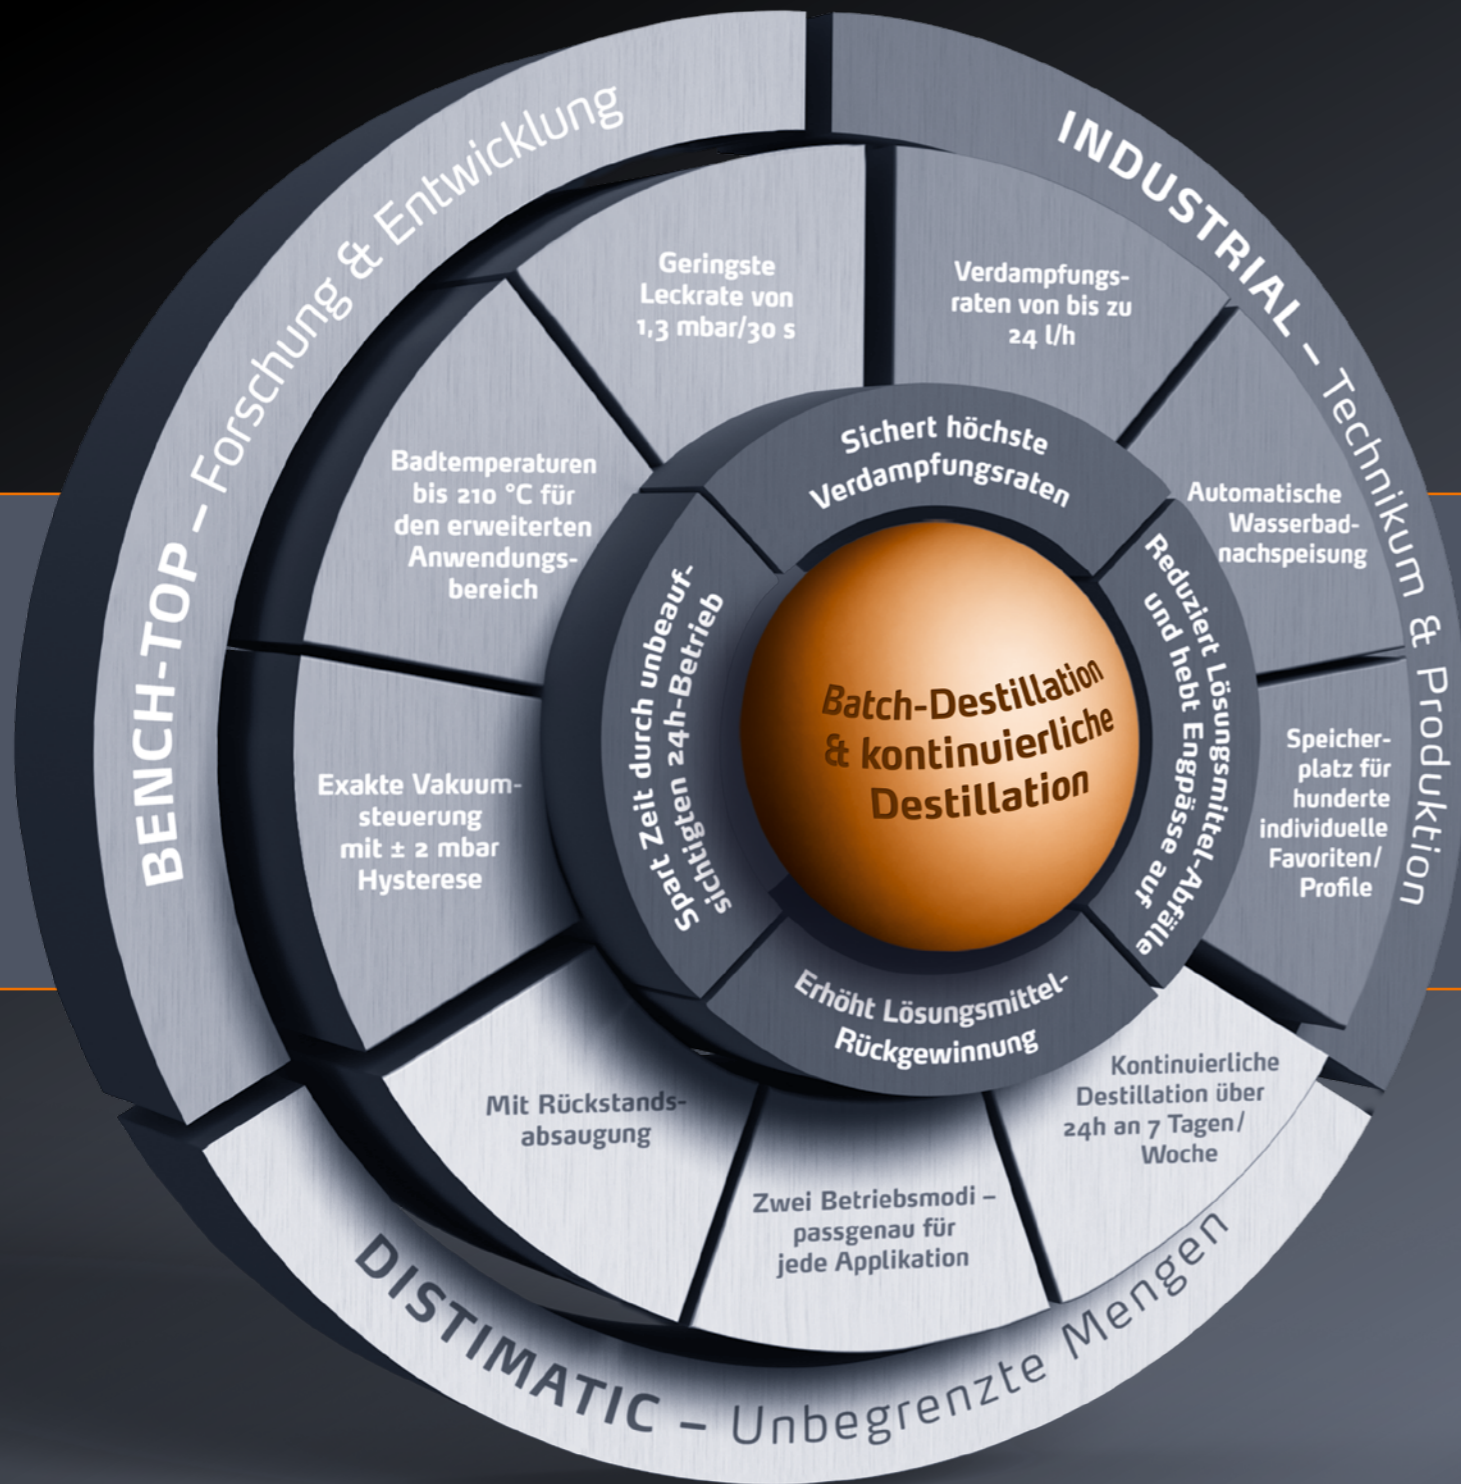 BENCH-TOP – Forschung & Entwicklung
INDUSTRIAL – Technikum & Produktion
Geringste
Leckrate von
1,3 mbar/30 s
Verdampfungs-
raten von bis zu
24 l/h
Badtemperaturen
bis 210 °C für
den erweiterten
Anwendungs-
bereich
Automatische
Wasserbad-
nachspeisung
Exakte Vakuum-
steuerung
mit ± 2 mbar
Hysterese
Speicher-
platz für
hunderte
individuelle
Favoriten/
Profile
Sichert höchste
Verdampfungsraten
Spart Zeit durch unbeauf-
sichtigten 24h-Betrieb
Reduziert Lösungsmittel-Abfälle
und hebt Engpässe auf
Batch-Destillation
& kontinuierliche
Destillation
Erhöht Lösungsmittel-
Rückgewinnung
Mit Rückstands-
absaugung
Zwei Betriebsmodi –
passgenau für
jede Applikation
Kontinuierliche
Destillation über
24h an 7 Tagen/
Woche
DISTIMATIC – Unbegrenzte Mengen